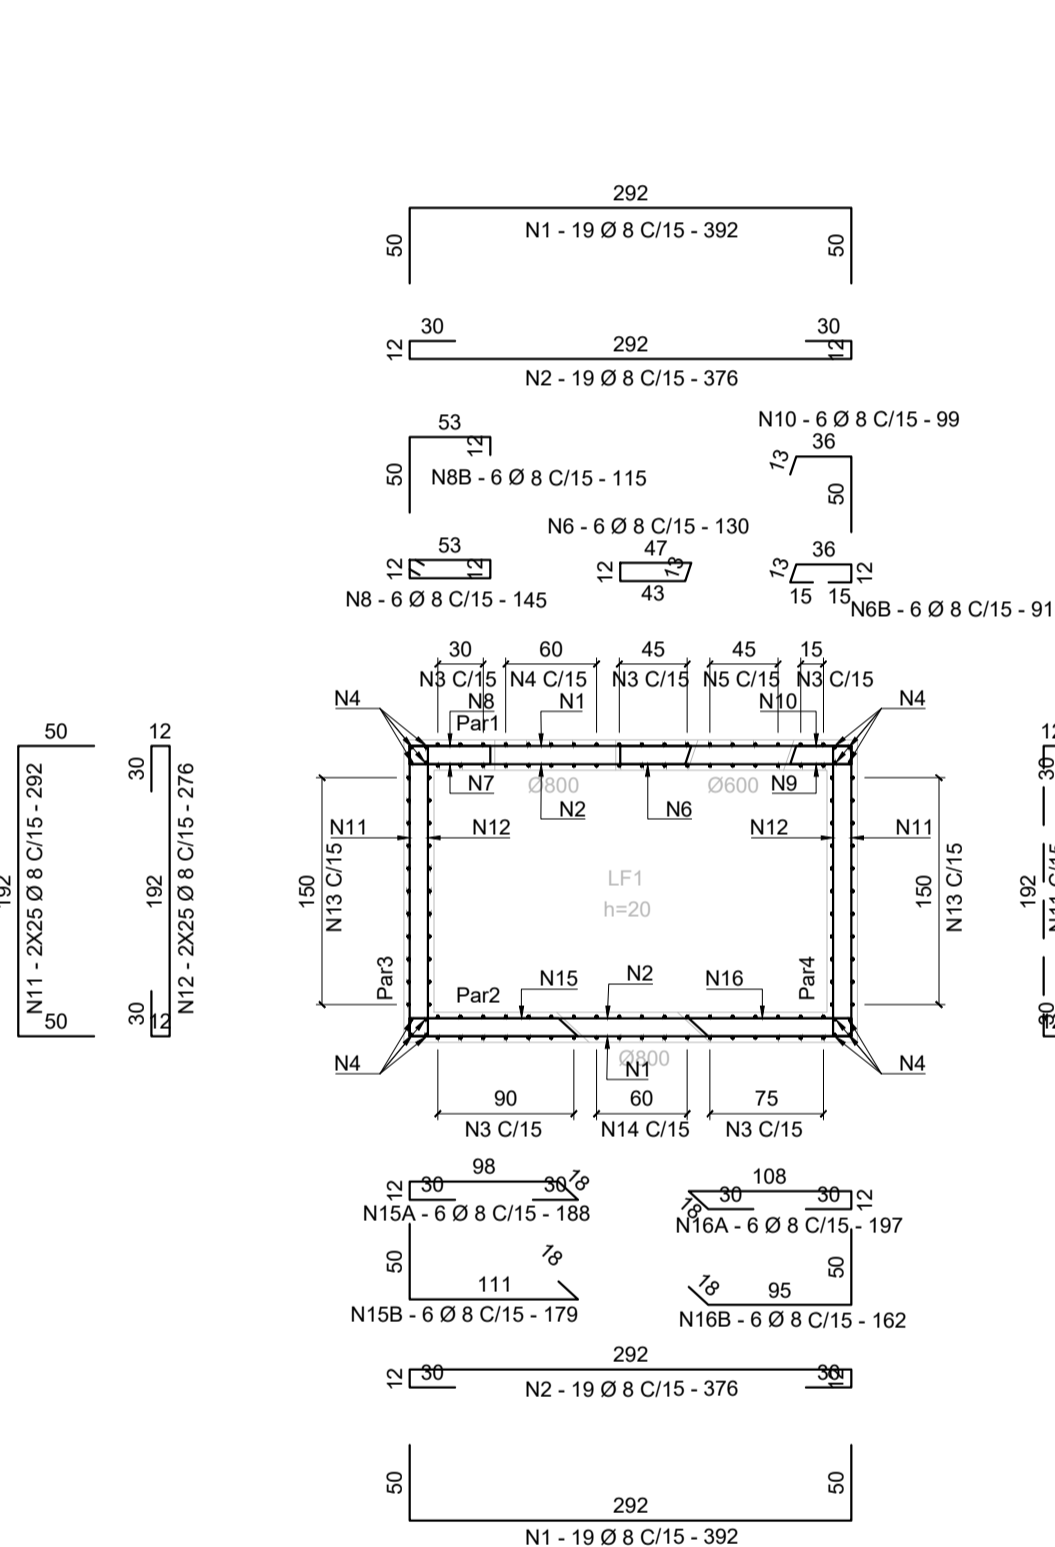 292
N1 - 19 Ø 8 C/15 - 392
50
50
30
30
12
292
12
N2 - 19 Ø 8 C/15 - 376
53
12
50
N8B - 6 Ø 8 C/15 - 115
N10 - 6 Ø 8 C/15 - 99
36
13
50
N6 - 6 Ø 8 C/15 - 130
53
12
12
N8 - 6 Ø 8 C/15 - 145
47
12
13
43
36
13
12
15
15
N6B - 6 Ø 8 C/15 - 91
30
60
45
45
15
N3 C/15
N4 C/15
N3 C/15
N5 C/15
N3 C/15
N4
N8
N1
N10
N4
Par1
N7
Ø800
N2
N6
Ø600
N9
N11
N12
N12
N11
150
N13 C/15
150
N13 C/15
LF1
h=20
50
192
N11 - 2X25 Ø 8 C/15 - 292
50
12
30
192
N12 - 2X25 Ø 8 C/15 - 276
30
12
12
30
192
Par3
Par2
N15
N2
N16
Par4
N4
Ø800
N1
N4
90
60
75
N3 C/15
N14 C/15
N3 C/15
98
12
30
30
18
N15A - 6 Ø 8 C/15 - 188
108
30
30
12
18
N16A - 6 Ø 8 C/15 - 197
50
18
111
N15B - 6 Ø 8 C/15 - 179
18
95
50
N16B - 6 Ø 8 C/15 - 162
292
12
30
30
12
N2 - 19 Ø 8 C/15 - 376
50
50
292
N1 - 19 Ø 8 C/15 - 392